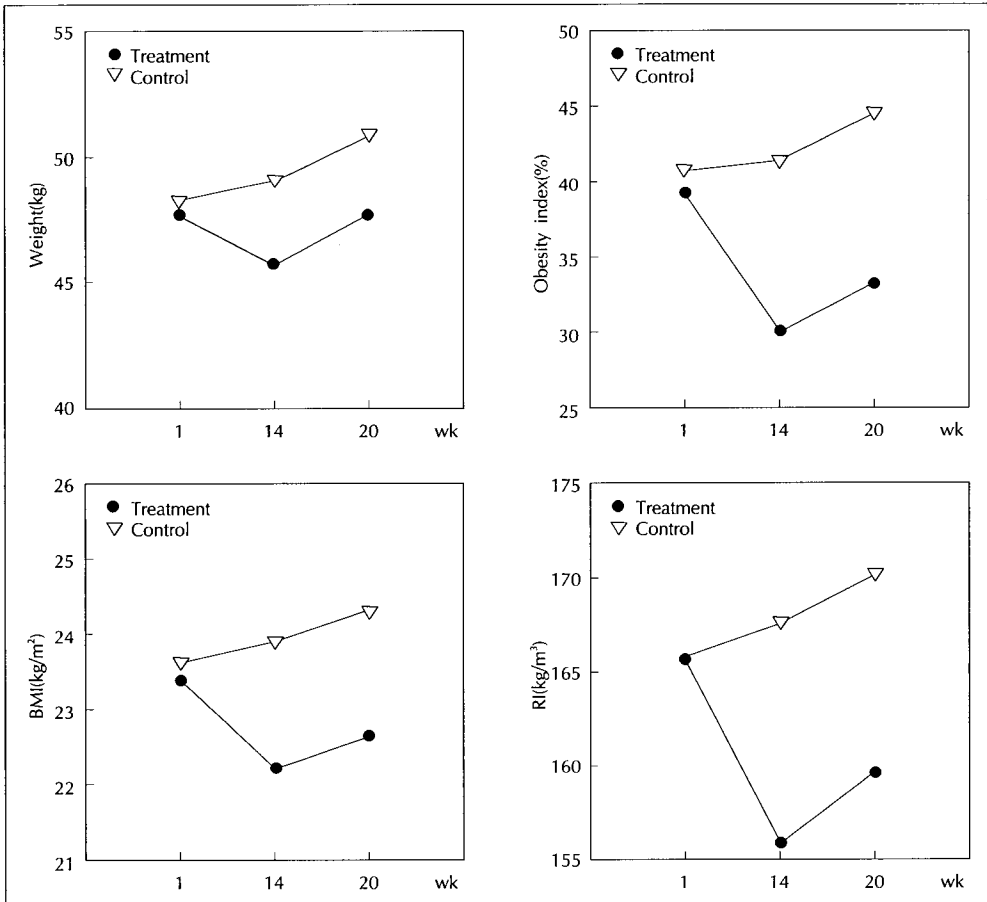 55
50
45
40
Weight(kg)
● Treatment
▽ Control
1 14 20 wk
50
45
40
35
30
25
Obesity index(%)
● Treatment
▽ Control
1 14 20 wk
26
25
24
23
22
21
BMI(kg/m²)
● Treatment
▽ Control
1 14 20 wk
175
170
165
160
155
RI(kg/m³)
● Treatment
▽ Control
1 14 20 wk